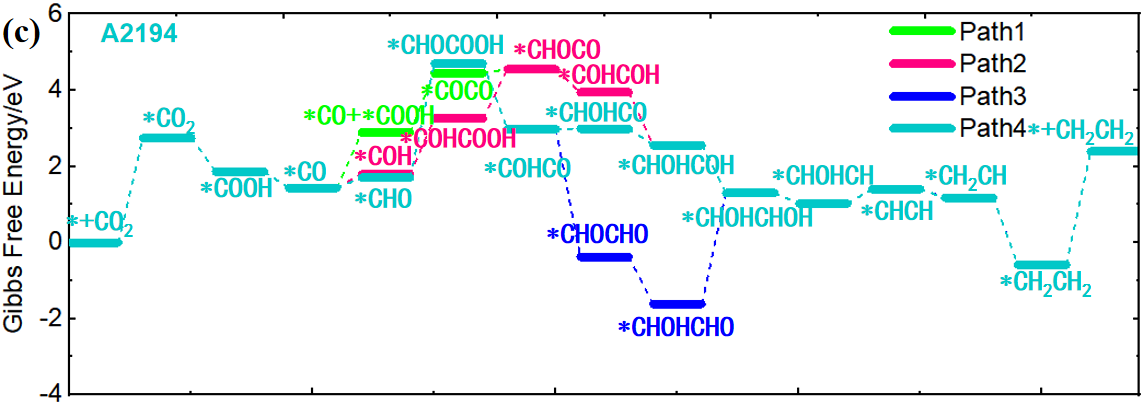 (c)
A2194
Gibbs Free Energy/eV
6
4
2
0
-2
-4
*+CO₂
*CO₂
*COOH
*CO
*CO+*COOH
*COH
*CHO
*CHOCOOH
*COCO
*COHCOOH
*CHOCO
*COHCOH
*CHOHCO
*COHCO
*CHOHCOH
*CHOCHO
*CHOHCHO
*CHOHCHOH
*CHOHCH
*CHCH
*CH₂CH
*CH₂CH₂
*+CH₂CH₂
Path1
Path2
Path3
Path4